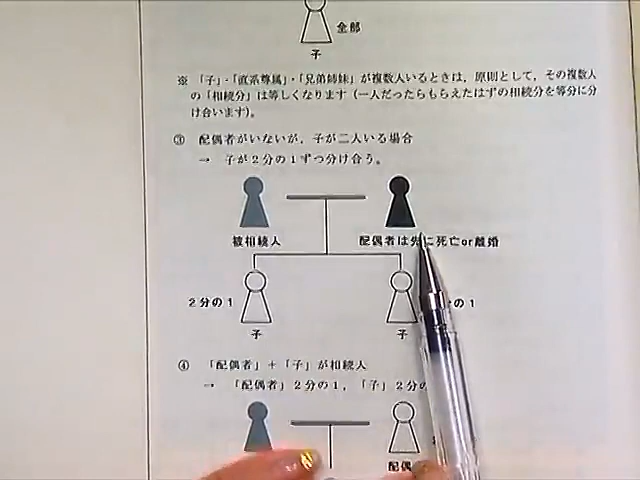 全部
子
※ 「子」・「直系尊属」・「兄弟姉妹」が複数人いるときは，原則として，その複数人
の「相続分」は等しくなります（一人だったらもらえたはずの相続分を等分に分
け合います）。
③ 配偶者がいないが，子が二人いる場合
→ 子が２分の１ずつ分け合う。
被相続人
配偶者は先に死亡or離婚
２分の１
の１
子
子
④ 「配偶者」＋「子」が相続人
→ 「配偶者」２分の１，「子」２分の
配偶